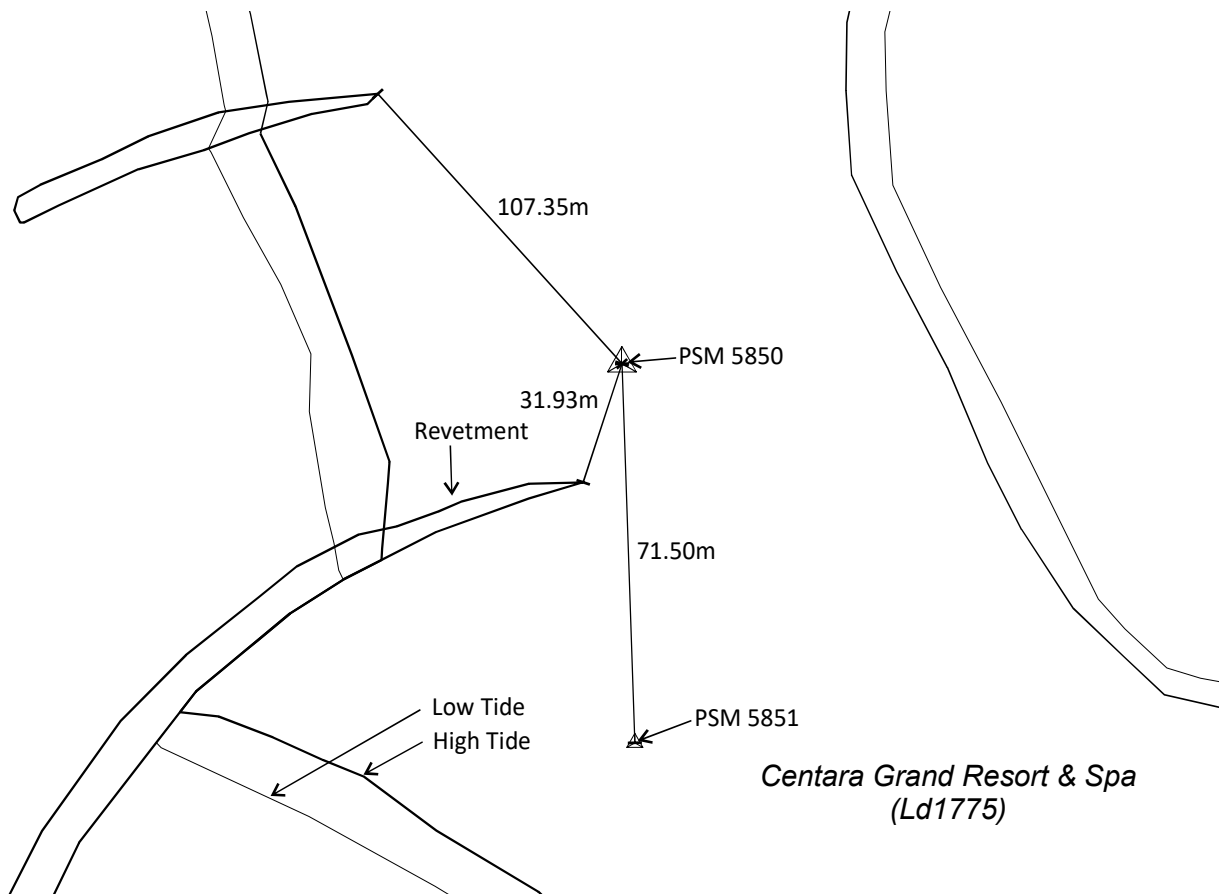 107.35m
PSM 5850
31.93m
Revetment
71.50m
Low Tide
PSM 5851
High Tide
Centara Grand Resort & Spa
(Ld1775)